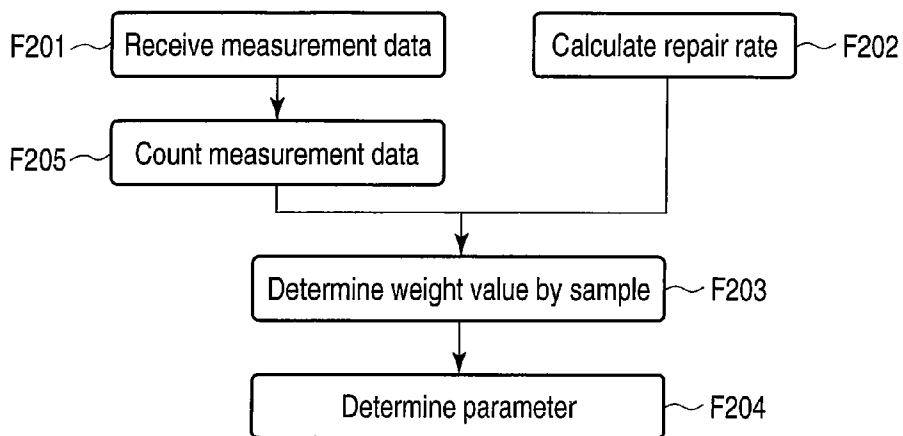 F201 Receive measurement data
Calculate repair rate F202
F205 Count measurement data
Determine weight value by sample F203
Determine parameter F204